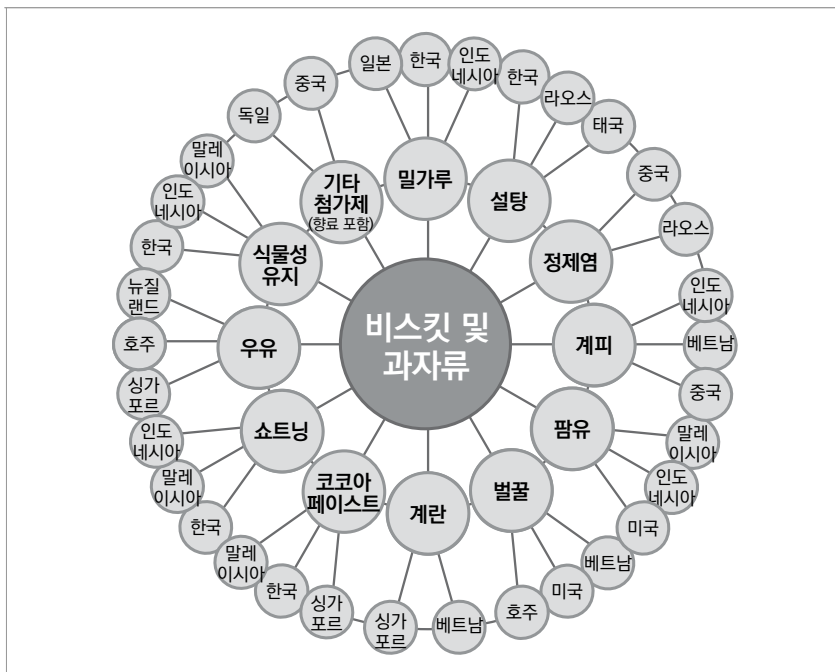 비스킷 및
과자류
밀가루
일본
한국
인도
네시아
설탕
한국
라오스
태국
정제염
중국
라오스
계피
인도
네시아
베트남
중국
팜유
말레
이시아
인도
네시아
미국
벌꿀
베트남
미국
호주
계란
베트남
싱가
포르
코코아
페이스트
싱가
포르
한국
말레
이시아
쇼트닝
한국
말레
이시아
인도
네시아
우유
싱가
포르
호주
뉴질
랜드
식물성
유지
한국
인도
네시아
말레
이시아
기타
첨가제
(향료 포함)
독일
중국